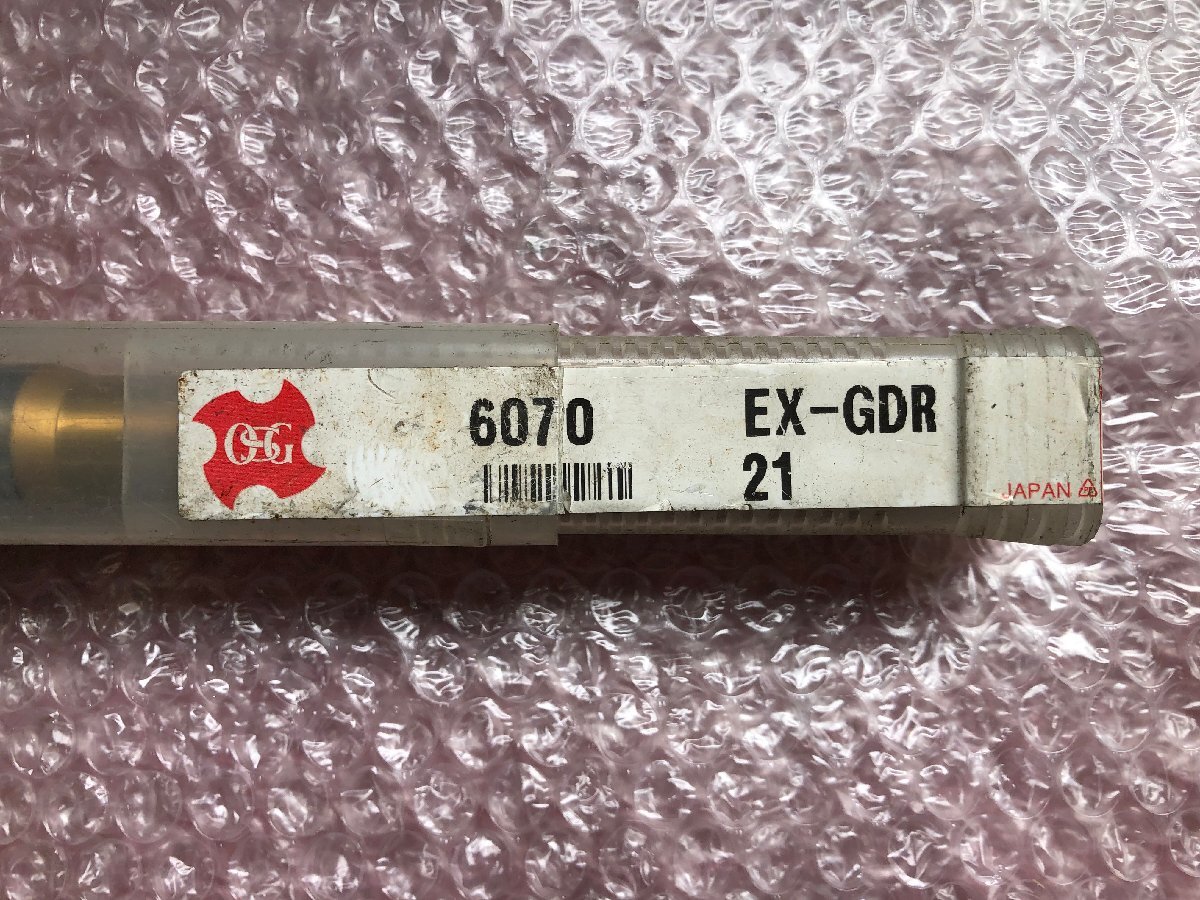 OSG
6070
EX-GDR
21
JAPAN